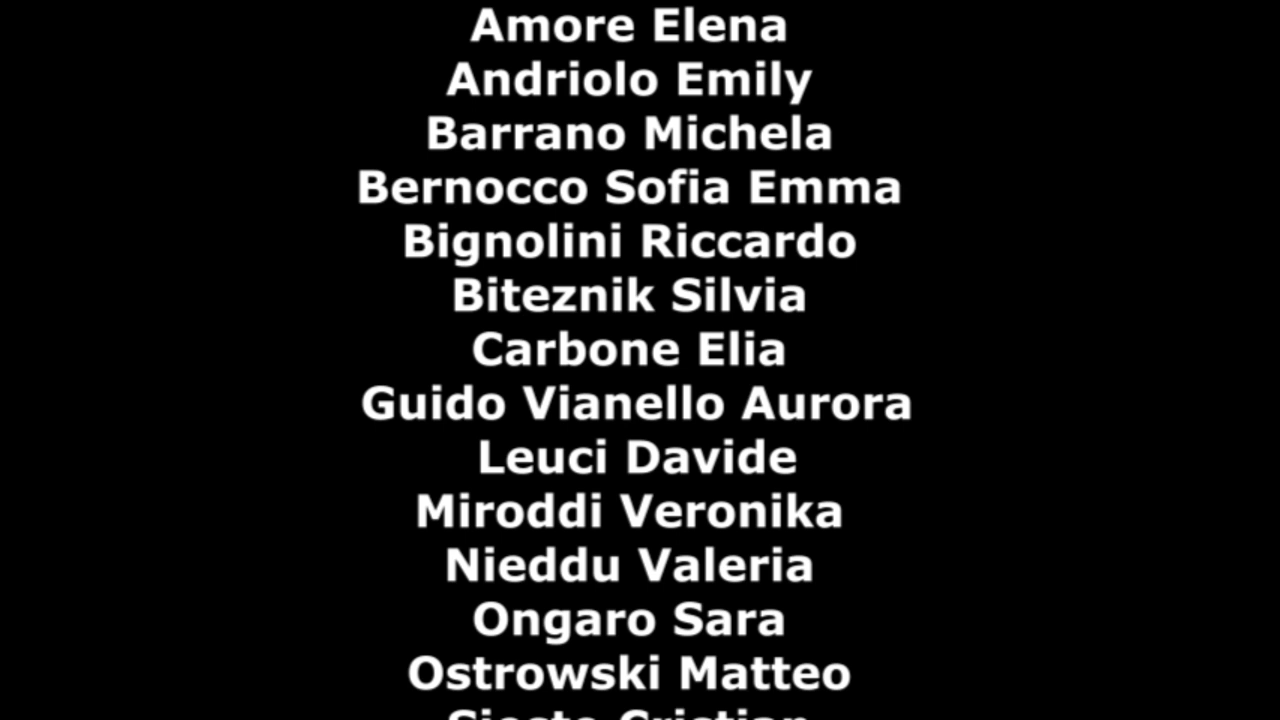 Amore Elena
Andriolo Emily
Barrano Michela
Bernocco Sofia Emma
Bignolini Riccardo
Biteznik Silvia
Carbone Elia
Guido Vianello Aurora
Leuci Davide
Miroddi Veronika
Nieddu Valeria
Ongaro Sara
Ostrowski Matteo
Cristian